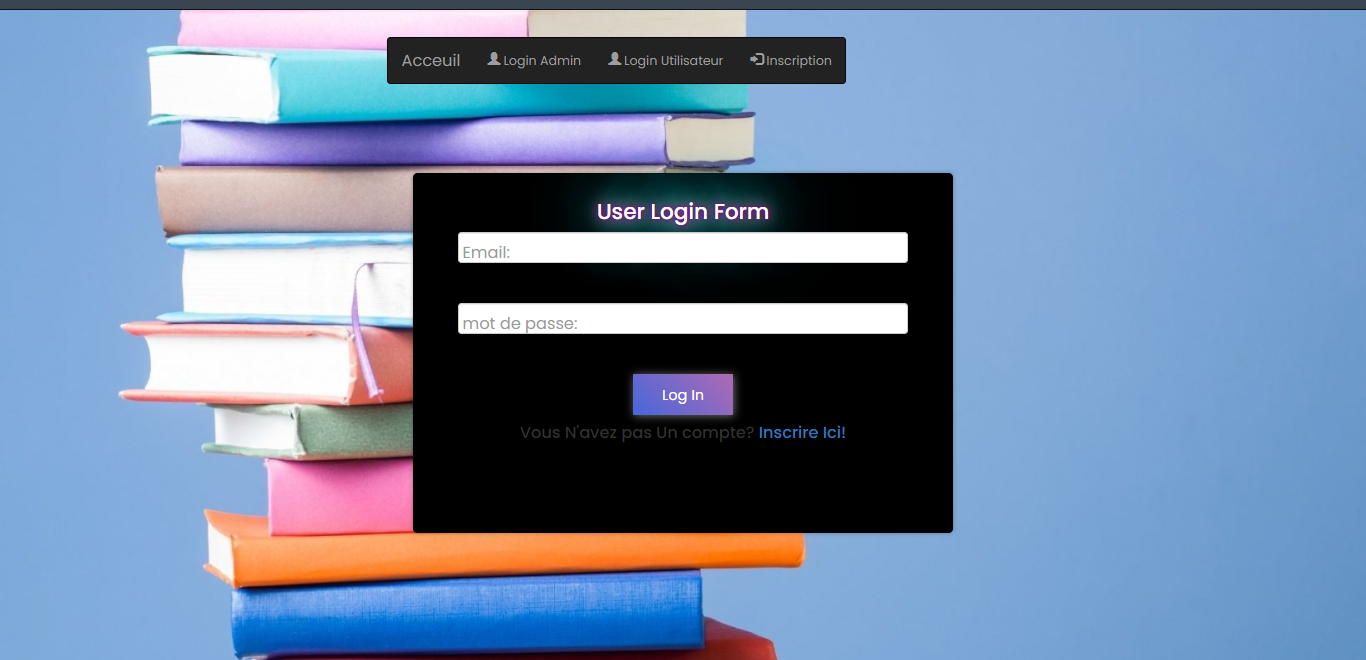 Acceuil Login Admin Login Utilisateur Inscription
User Login Form
Email:
mot de passe:
Log In
Vous N'avez pas Un compte? Inscrire Ici!